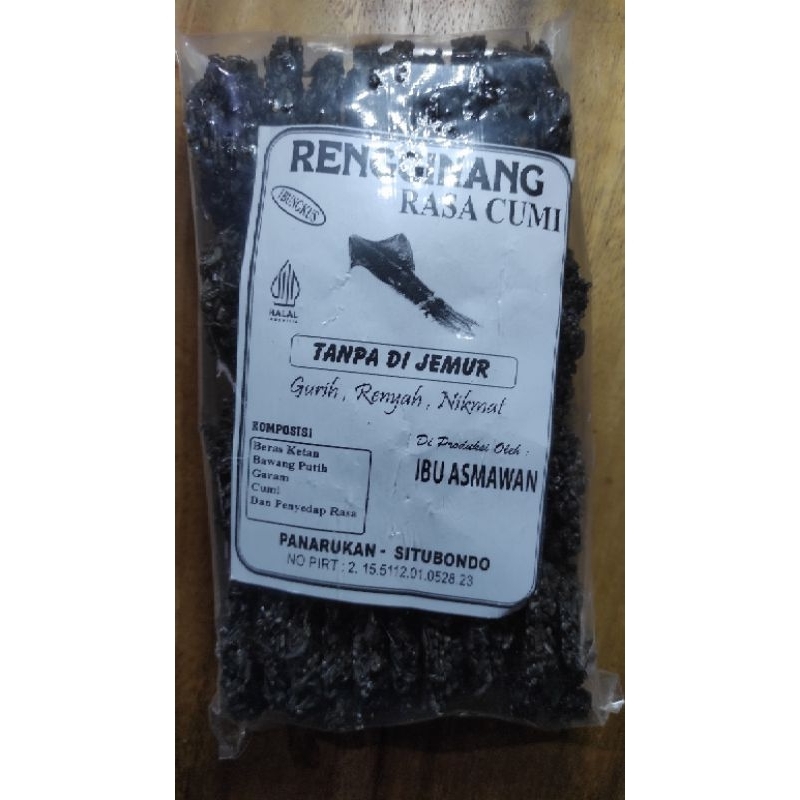 RENGGINANG
RASA CUMI
1BUNGKUS
HALAL
INDONESIA
TANPA DI JEMUR
Gurih, Renyah, Nikmat
KOMPOSISI
Beras Ketan
Bawang Putih
Garam
Cumi
Dan Penyedap Rasa
Di Produksi Oleh :
IBU ASMAWAN
PANARUKAN - SITUBONDO
NO PIRT : 2. 15.5112.01.0528.23